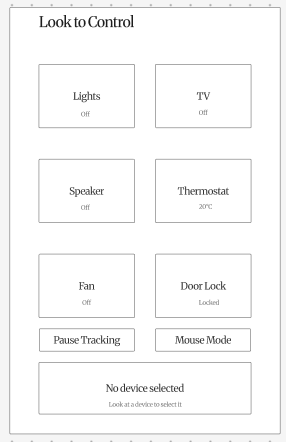 Look to Control
Lights
Off
TV
Off
Speaker
Off
Thermostat
20°C
Fan
Off
Door Lock
Locked
Pause Tracking
Mouse Mode
No device selected
Look at a device to select it